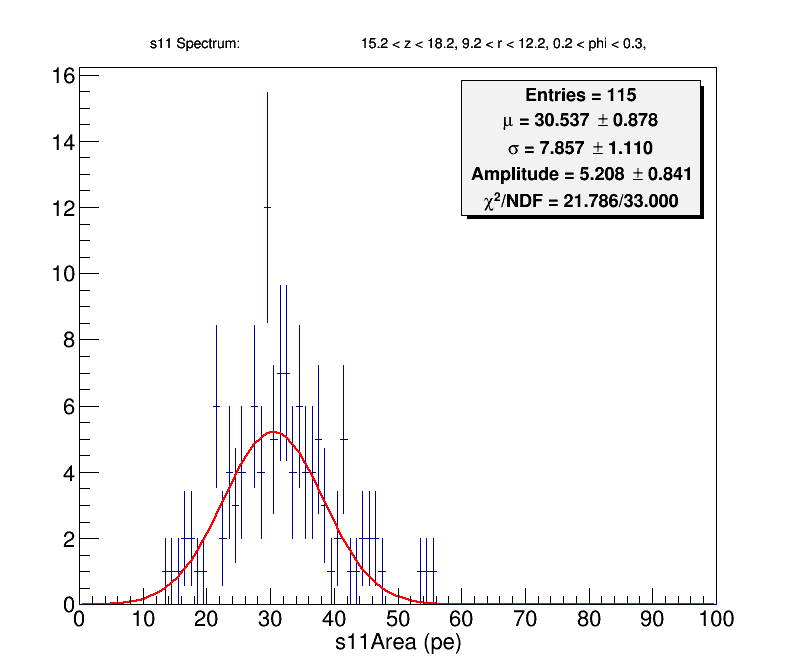 s11 Spectrum: 15.2 < z < 18.2, 9.2 < r < 12.2, 0.2 < phi < 0.3,
Entries = 115
μ = 30.537 ± 0.878
σ = 7.857 ± 1.110
Amplitude = 5.208 ± 0.841
χ²/NDF = 21.786/33.000
16
14
12
10
8
6
4
2
0
0 10 20 30 40 50 60 70 80 90 100
s11Area (pe)